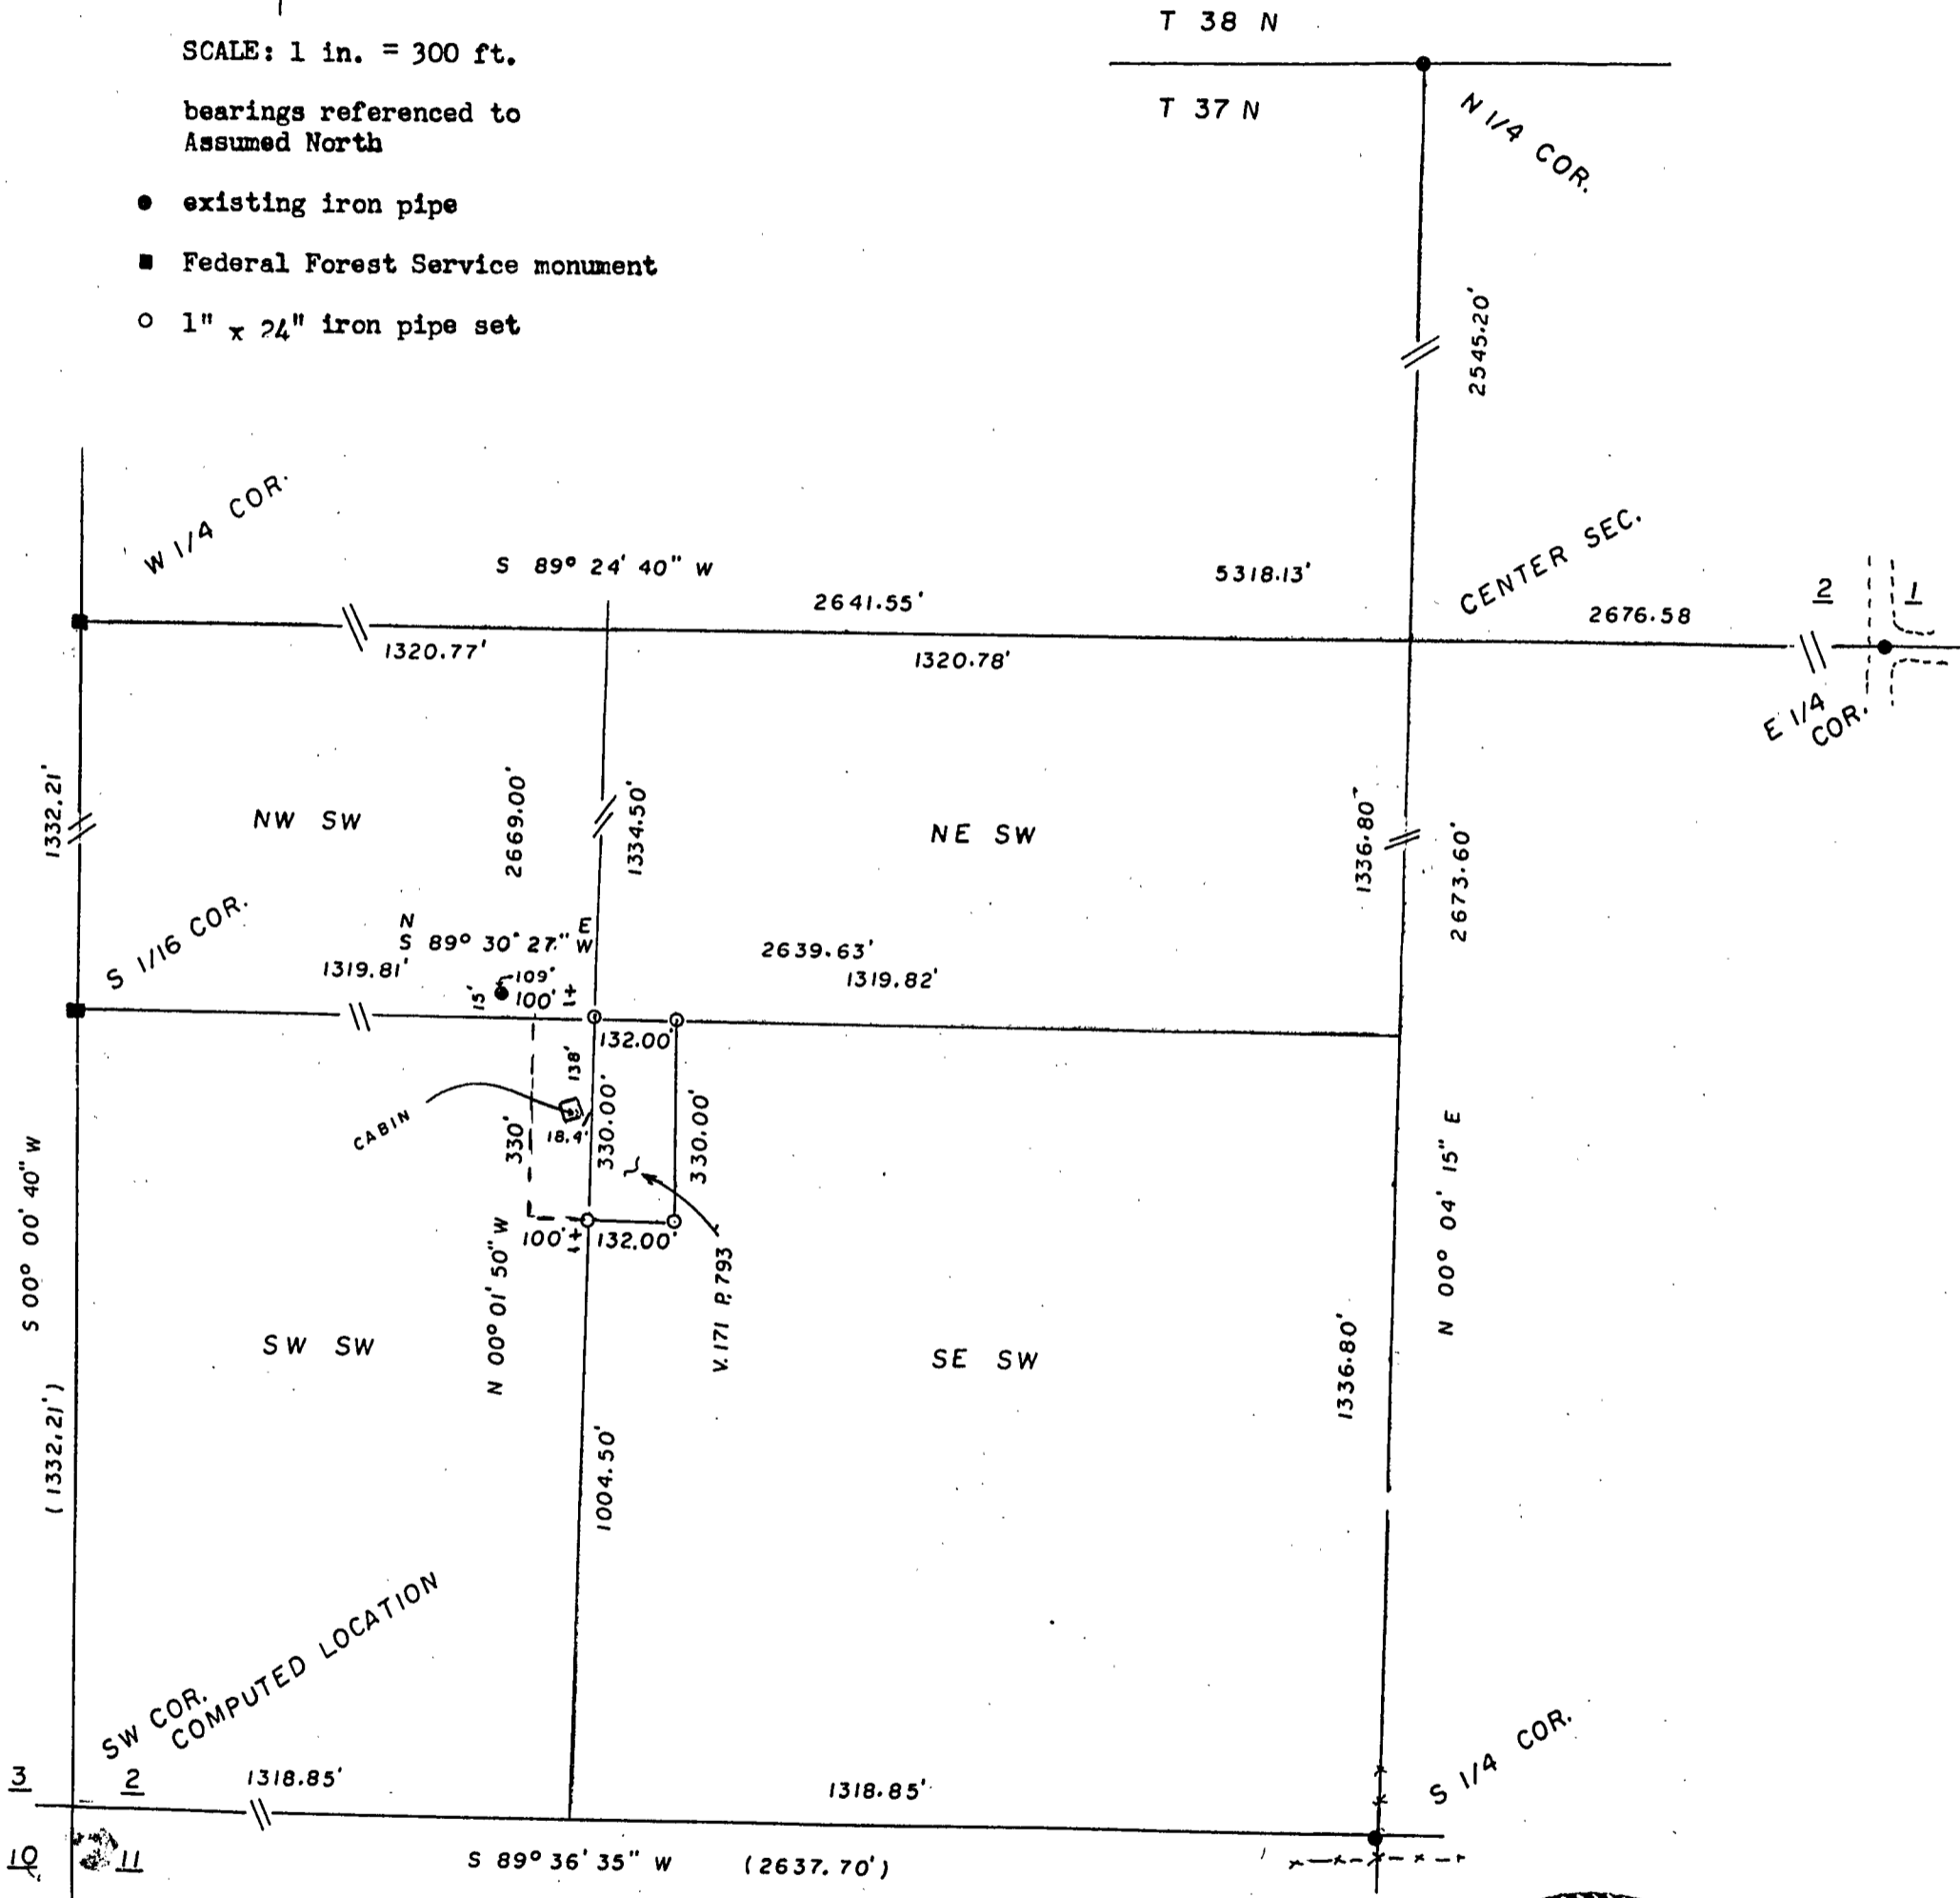 T 38 N
SCALE: 1 in. = 300 ft.
bearings referenced to
Assumed North
T 37 N
N 1/4 COR.
existing iron pipe
Federal Forest Service monument
1" x 24" iron pipe set
2545.20'
W 1/4 COR.
S 89° 24' 40" W
5318.13'
CENTER SEC.
2641.55'
2676.58
2
1
1320.77'
1320.78'
E 1/4
COR.
1332.21'
2669.00'
1334.50'
1336.80'
2673.60'
NW SW
NE SW
S 1/16 COR.
N E
S 89° 30' 27" W
2639.63'
1319.81'
1319.82'
109'
15'
100' ±
132.00'
138'
CABIN
330'
18.4'
330.00'
330.00'
100' ±
132.00'
S 00° 00' 40" W
N 00° 01' 50" W
V. 171 P. 793
N 00° 04' 15" E
SW SW
SE SW
1336.80'
(1332.21')
1004.50'
SW COR.
COMPUTED LOCATION
S 1/4 COR.
3
2
1318.85'
1318.85'
10
11
S 89° 36' 35" W (2637.70')